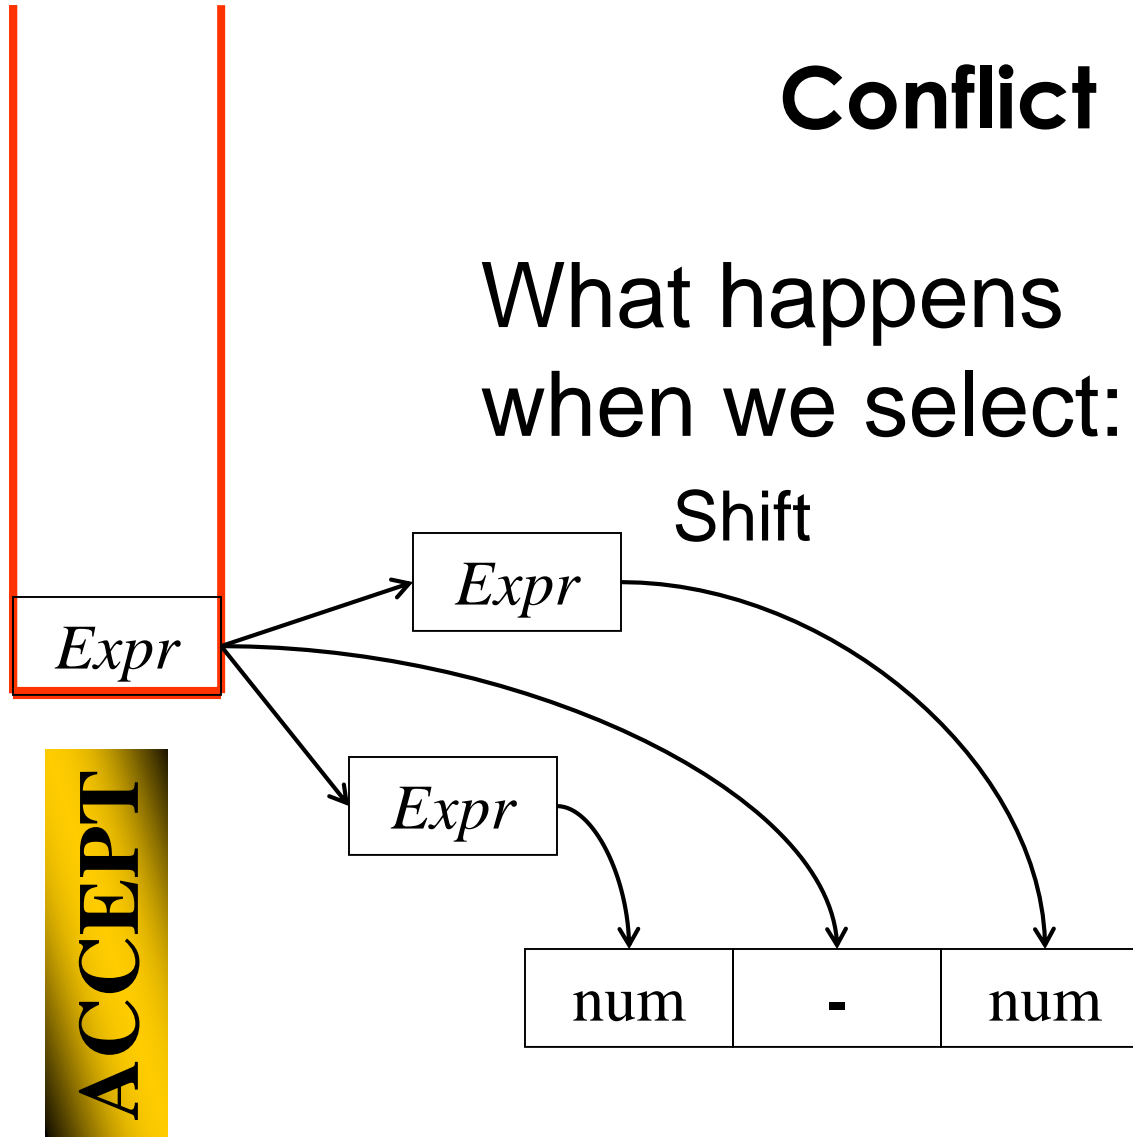 Conflict
What happens
when we select:
Shift
Expr
Expr
Expr
ACCEPT
num - num